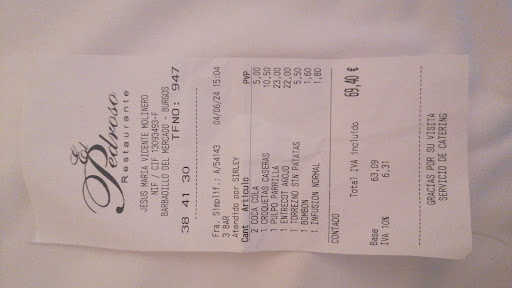 El
Pedroso
Restaurante
JESUS MARIA VICENTE MOLINERO
NIF / CIF 13093493-F
BARBADILLO DEL MERCADO - BURGOS
TFNO: 947
38 41 30
Fra. Simplif.: A/54143 04/06/24 15:04
3 BAR
Atendido por SIRLEY
Cant Artículo PVP
2 COCA COLA 5,00
1 CROQUETAS CASERAS 10,50
1 PULPO PARRILLA 23,00
1 ENTRECOT AÑOJO 22,00
1 TORREZNO SIN PATATAS 5,50
1 BOMBON 1,60
1 INFUSION NORMAL 1,80
CONTADO
Total IVA incluido 69,40 €
Base 63,09
IVA 10% 6,31
GRACIAS POR SU VISITA
SERVICIO DE CATERING